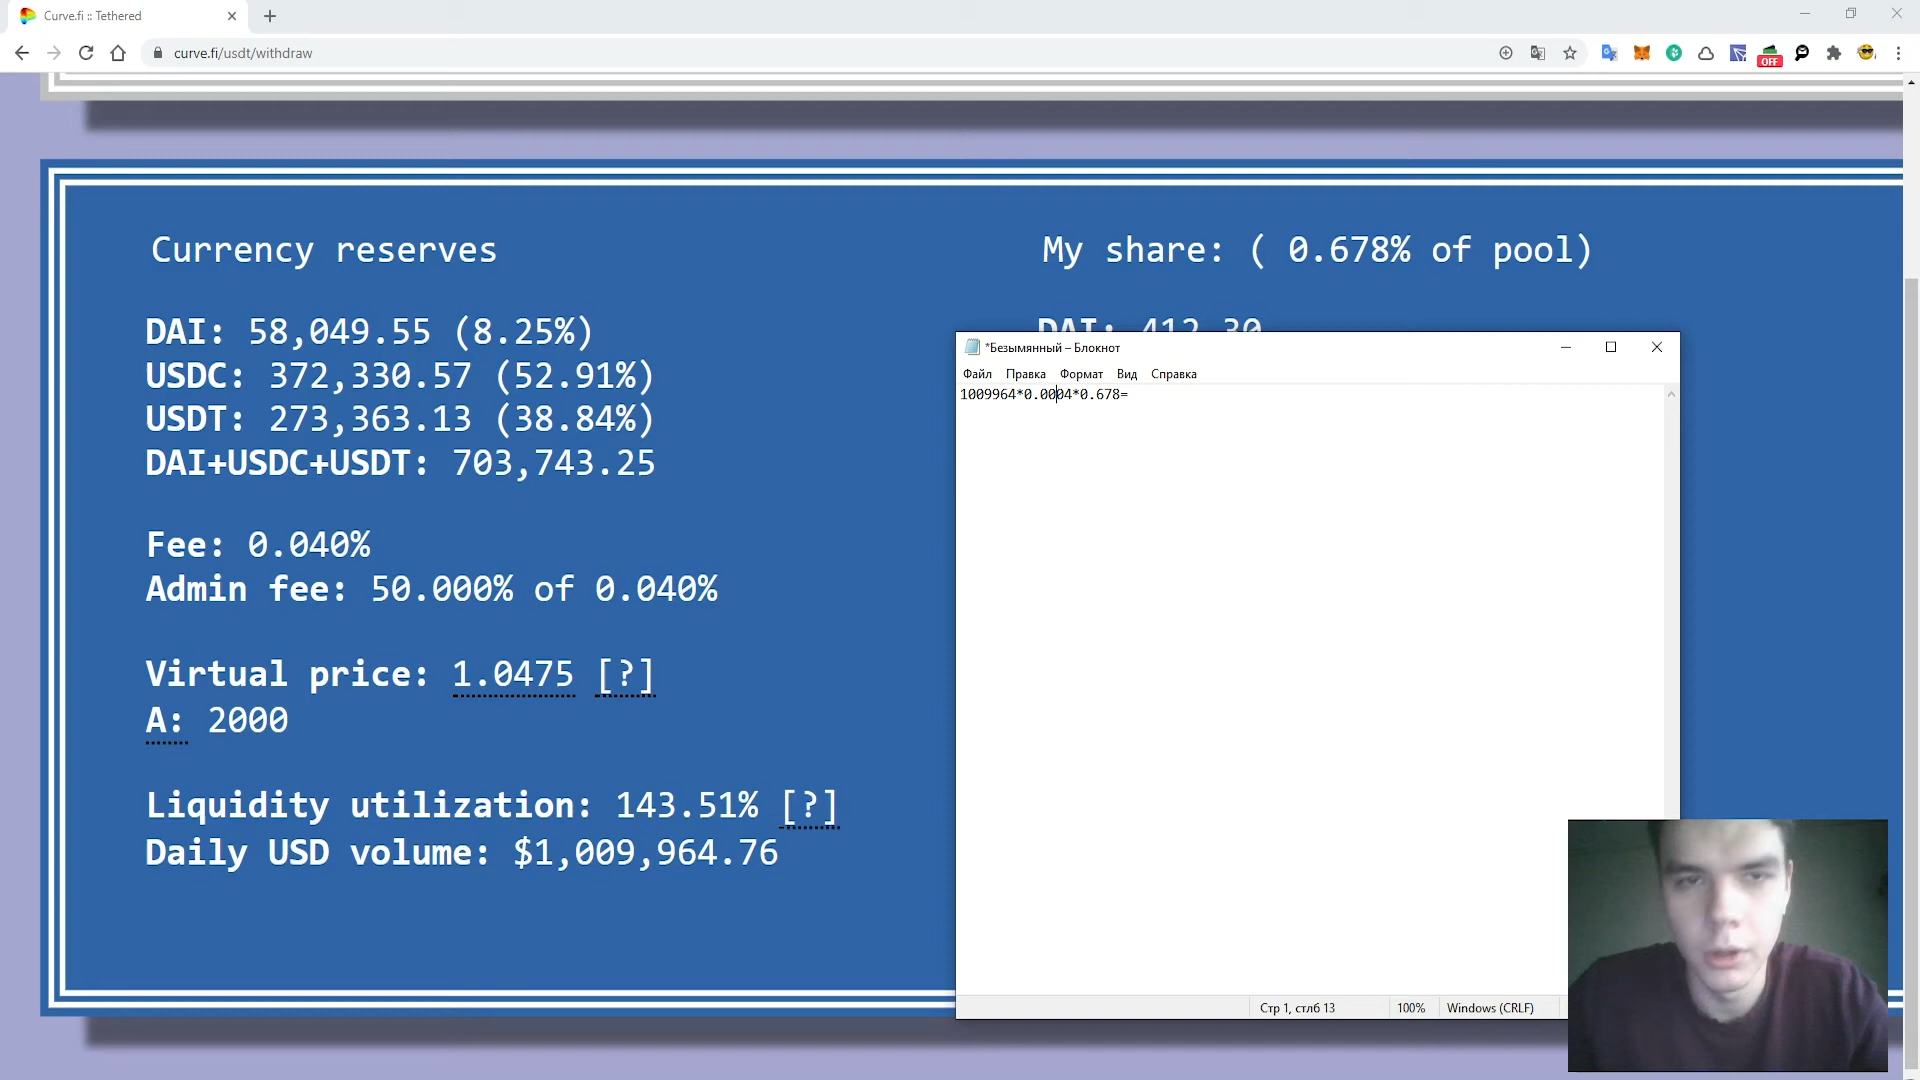 Curve.fi :: Tethered
curve.fi/usdt/withdraw
OFF
Currency reserves
My share: ( 0.678% of pool)
DAI: 58,049.55 (8.25%)
DAI: 412.30
USDC: 372,330.57 (52.91%)
USDT: 273,363.13 (38.84%)
DAI+USDC+USDT: 703,743.25
Fee: 0.040%
Admin fee: 50.000% of 0.040%
Virtual price: 1.0475 [?]
A: 2000
Liquidity utilization: 143.51% [?]
Daily USD volume: $1,009,964.76
*Безымянный – Блокнот
Файл Правка Формат Вид Справка
1009964*0.0004*0.678=
Стр 1, стлб 13 100% Windows (CRLF)